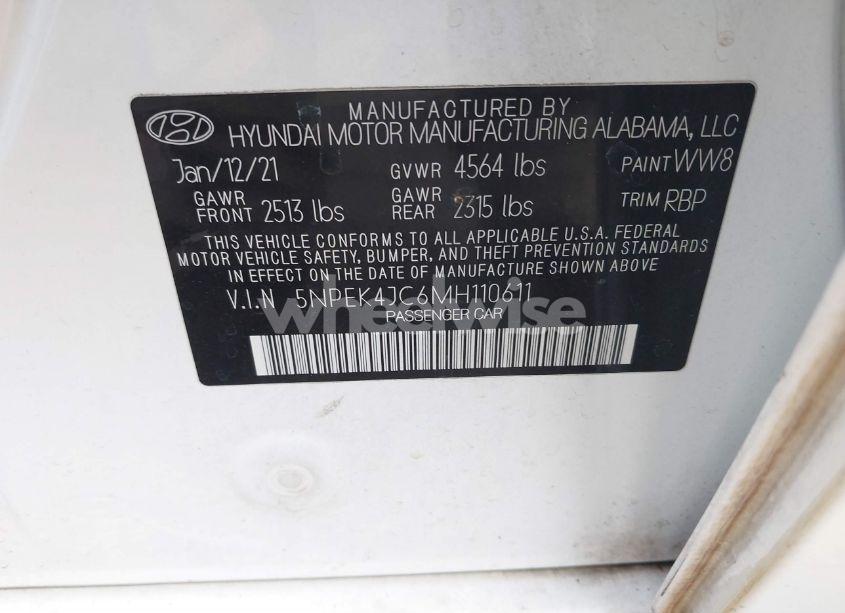 MANUFACTURED BY
HYUNDAI MOTOR MANUFACTURING ALABAMA, LLC
Jan/12/21 GVWR 4564 lbs PAINT WW8
GAWR FRONT 2513 lbs GAWR REAR 2315 lbs TRIM RBP
THIS VEHICLE CONFORMS TO ALL APPLICABLE U.S.A. FEDERAL
MOTOR VEHICLE SAFETY, BUMPER, AND THEFT PREVENTION STANDARDS
IN EFFECT ON THE DATE OF MANUFACTURE SHOWN ABOVE
V.I.N 5NPEK4JC6MH110611
PASSENGER CAR
wheelwise